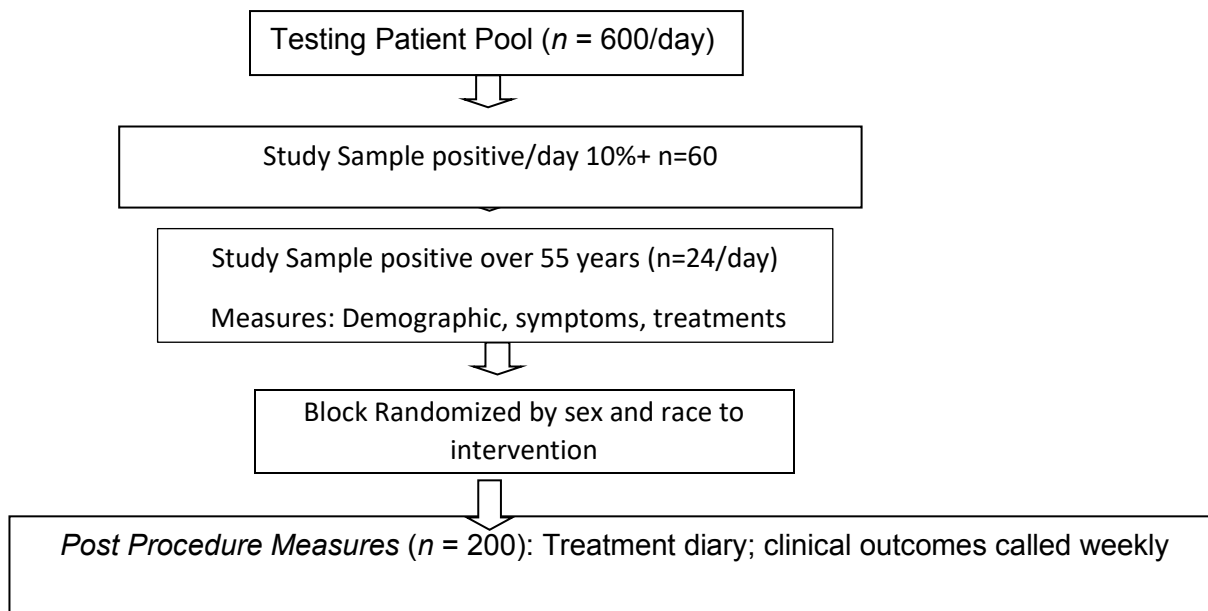 Testing Patient Pool (n = 600/day)
Study Sample positive/day 10%+ n=60
Study Sample positive over 55 years (n=24/day)
Measures: Demographic, symptoms, treatments
Block Randomized by sex and race to
intervention
Post Procedure Measures (n = 200): Treatment diary; clinical outcomes called weekly